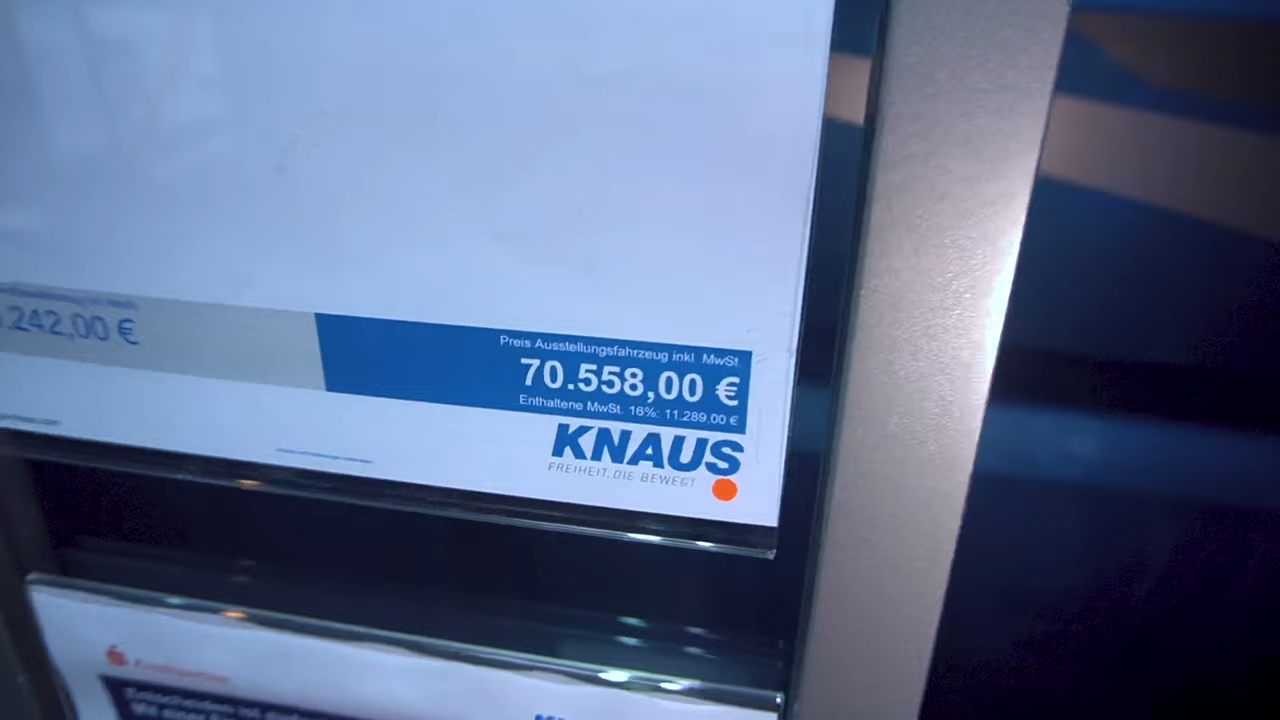 .242,00 €
Preis Ausstellungsfahrzeug inkl. MwSt.
70.558,00 €
Enthaltene MwSt. 16%: 11.289,00 €
KNAUS
FREIHEIT. DIE BEWEGT